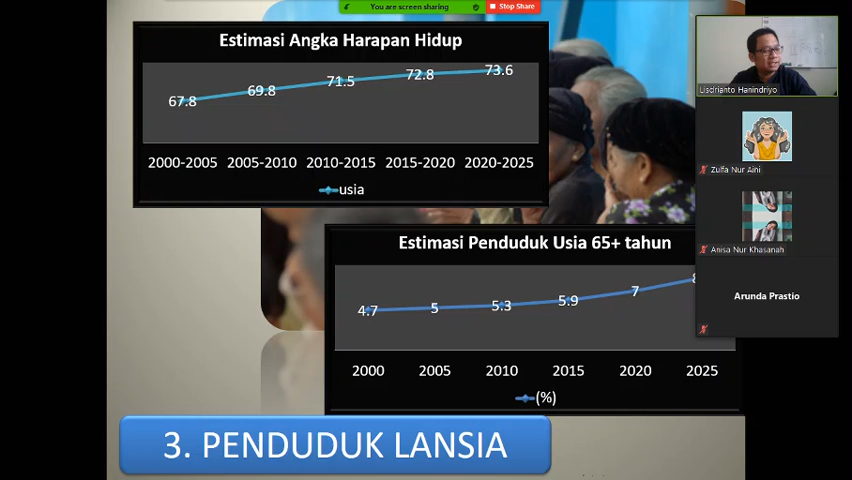 You are screen sharing
Stop Share
Estimasi Angka Harapan Hidup
67.8 69.8 71.5 72.8 73.6
2000-2005 2005-2010 2010-2015 2015-2020 2020-2025
usia
Lisdrianto Hanindriyo
Zulfa Nur Aini
Anisa Nur Khasanah
Arunda Prastio
Estimasi Penduduk Usia 65+ tahun
4.7 5 5.3 5.9 7
2000 2005 2010 2015 2020 2025
(%)
3. PENDUDUK LANSIA